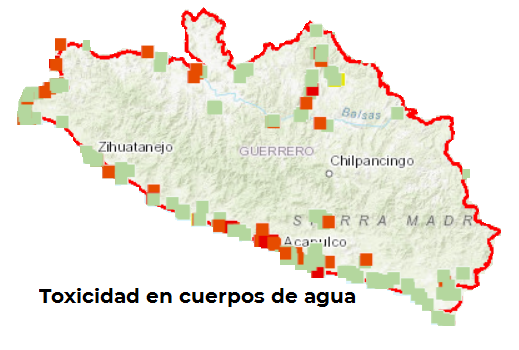 Balsas
Zihuatanejo
GUERRERO
Chilpancingo
SIERRA MADR
Acapulco
Toxicidad en cuerpos de agua